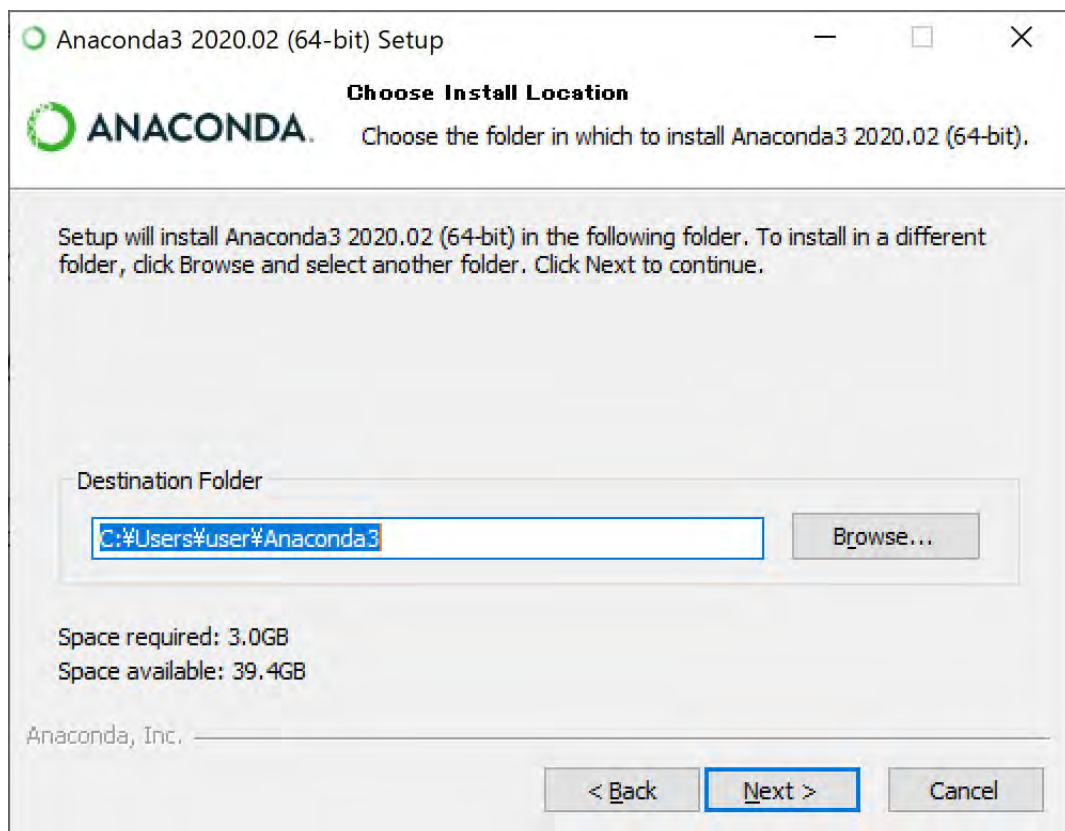 Anaconda3 2020.02 (64-bit) Setup
Choose Install Location
ANACONDA.
Choose the folder in which to install Anaconda3 2020.02 (64-bit).
Setup will install Anaconda3 2020.02 (64-bit) in the following folder. To install in a different
folder, click Browse and select another folder. Click Next to continue.
Destination Folder
C:¥Users¥user¥Anaconda3
Browse...
Space required: 3.0GB
Space available: 39.4GB
Anaconda, Inc.
< Back
Next >
Cancel